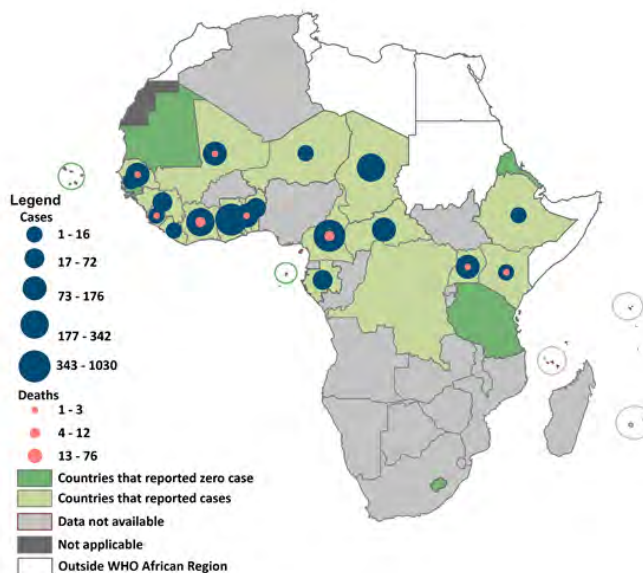 Legend
Cases
1 - 16
17 - 72
73 - 176
177 - 342
343 - 1030
Deaths
1 - 3
4 - 12
13 - 76
Countries that reported zero case
Countries that reported cases
Data not available
Not applicable
Outside WHO African Region